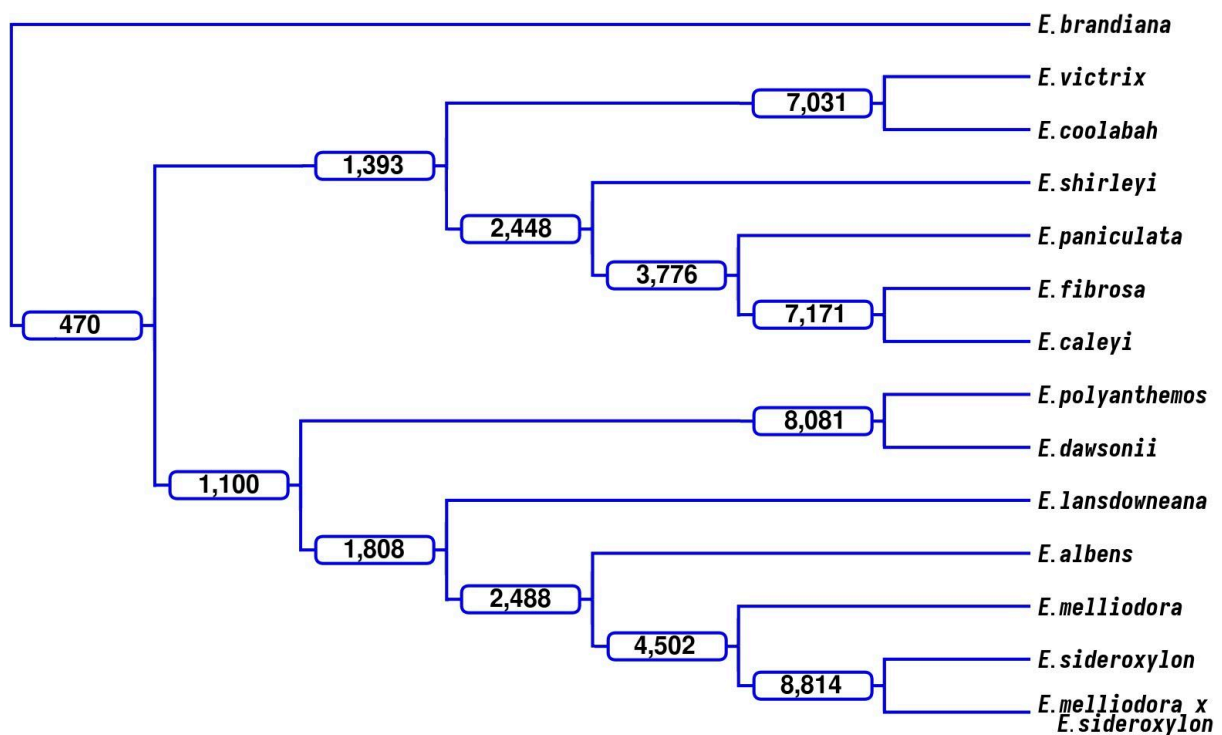 E. brandiana
E. victrix
7,031
E. coolabah
1,393
E. shirleyi
2,448
E. paniculata
3,776
E. fibrosa
7,171
470
E. caleyi
E. polyanthemos
8,081
E. dawsonii
1,100
E. lansdowneana
1,808
E. albens
2,488
E. melliodora
4,502
E. sideroxylon
8,814
E. melliodora x
E. sideroxylon